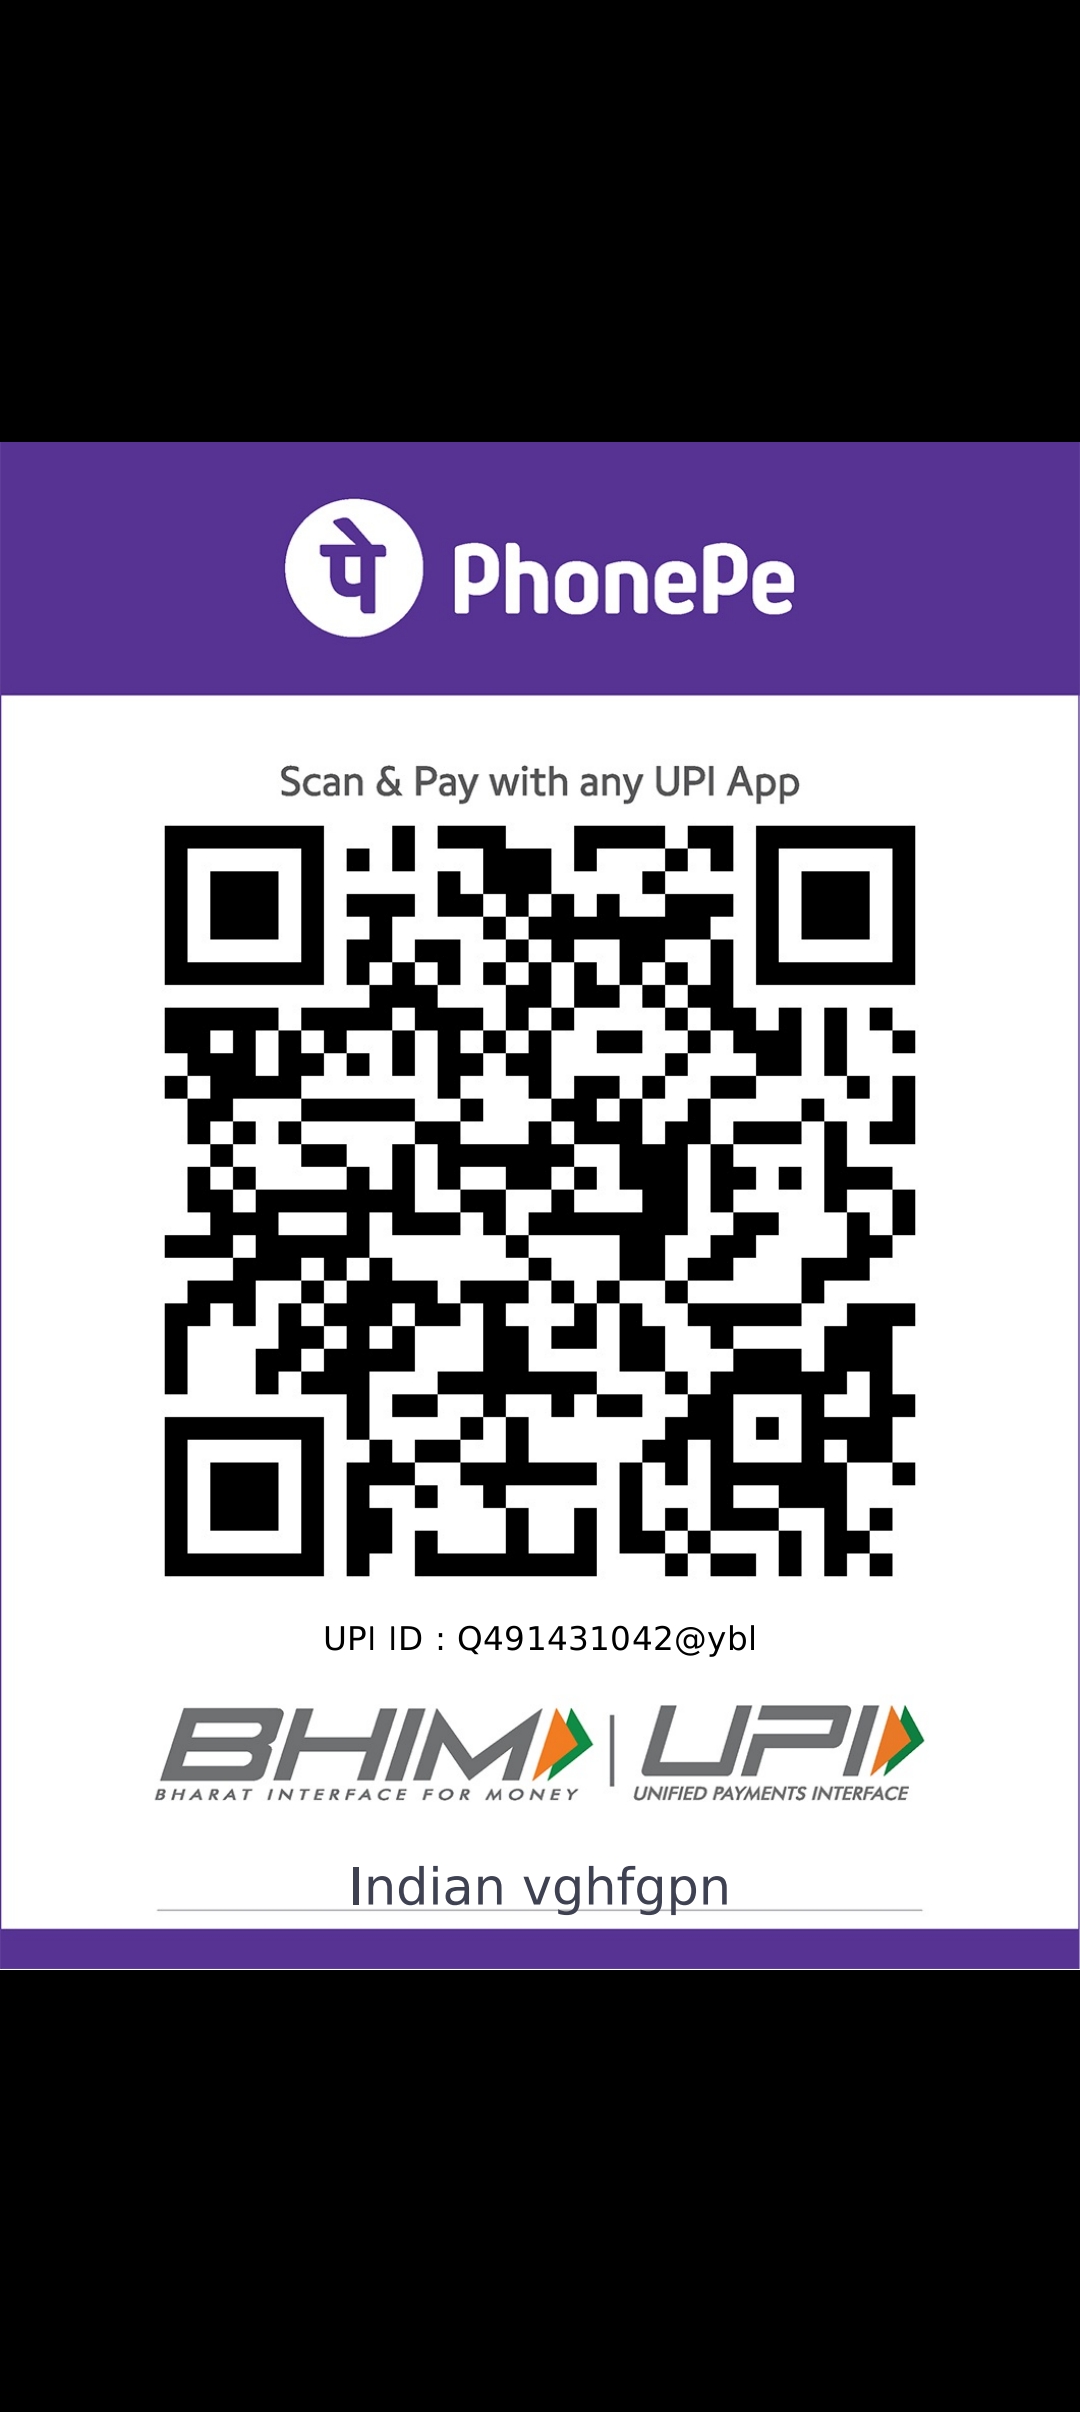 पे PhonePe
Scan & Pay with any UPI App
UPI ID : Q491431042@ybl
BHIM | UPI
BHARAT INTERFACE FOR MONEY UNIFIED PAYMENTS INTERFACE
Indian vghfgpn